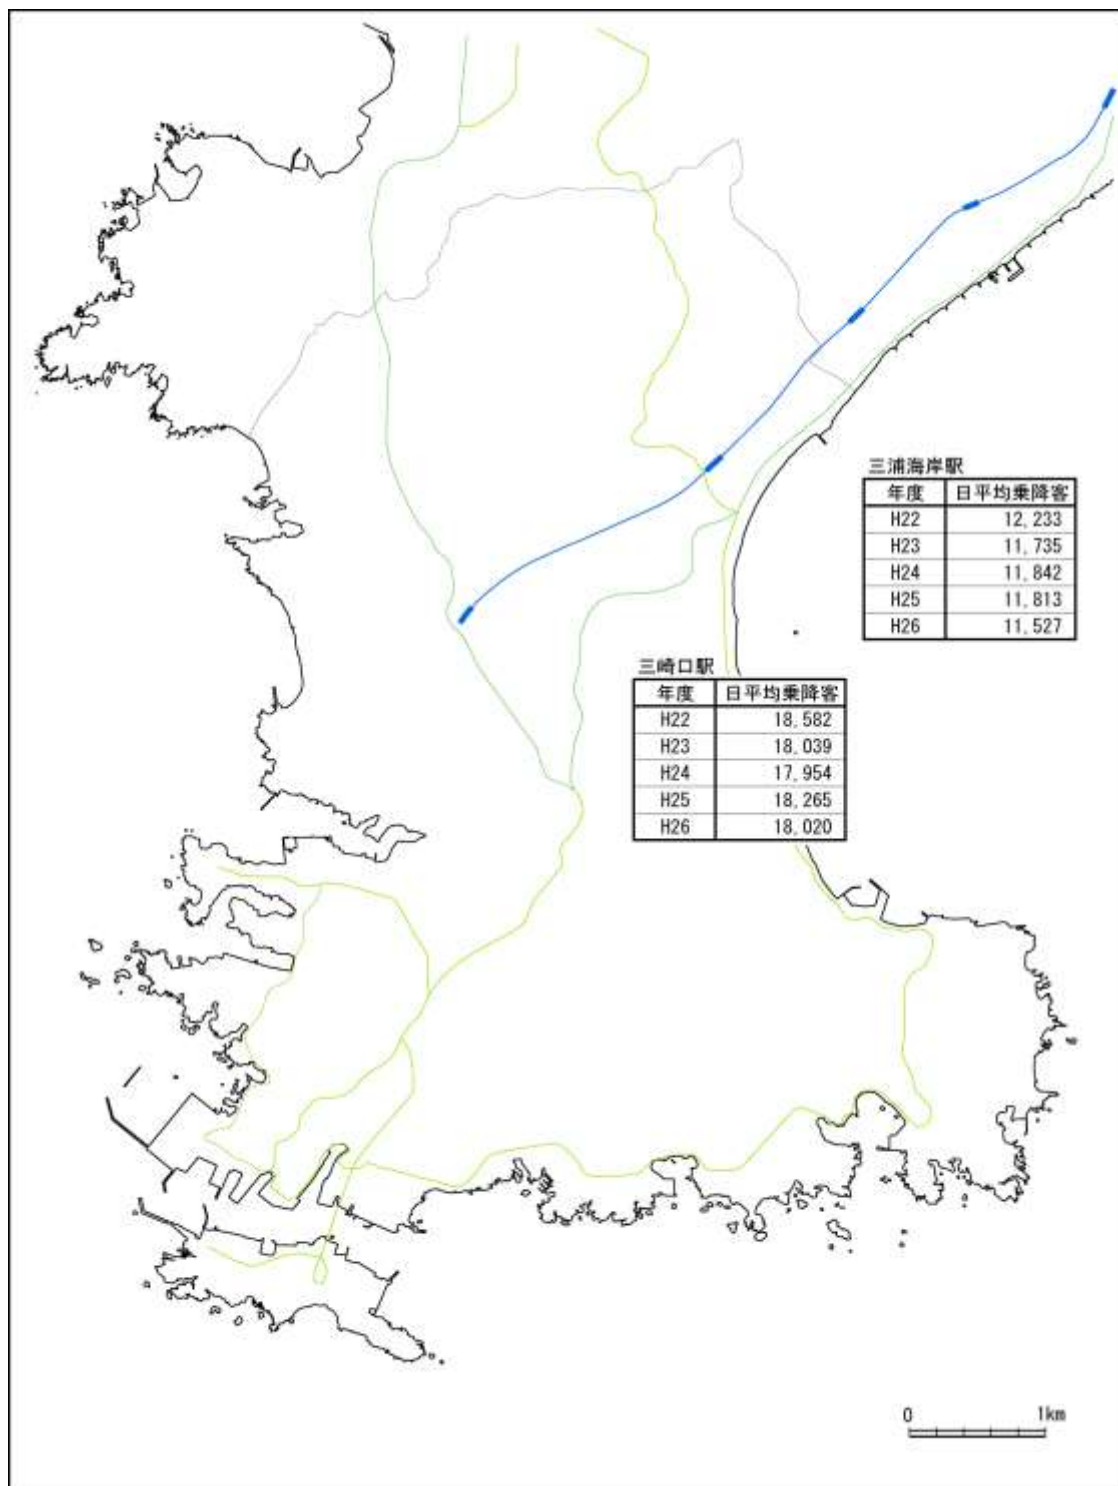 三浦海岸駅
年度 日平均乗降客
H22 12,233
H23 11,735
H24 11,842
H25 11,813
H26 11,527
三崎口駅
年度 日平均乗降客
H22 18,582
H23 18,039
H24 17,954
H25 18,265
H26 18,020
0 1km